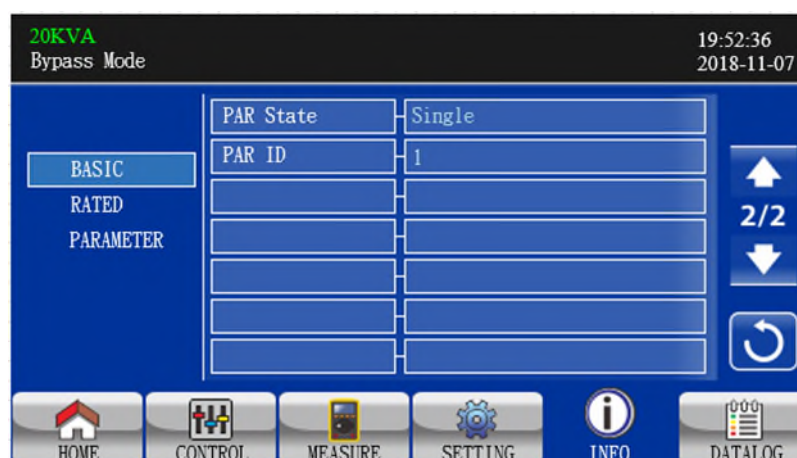 20KVA
Bypass Mode
19:52:36
2018-11-07
BASIC
RATED
PARAMETER
PAR State
Single
PAR ID
1
2/2
HOME
CONTROL
MEASURE
SETTING
INFO
DATALOG